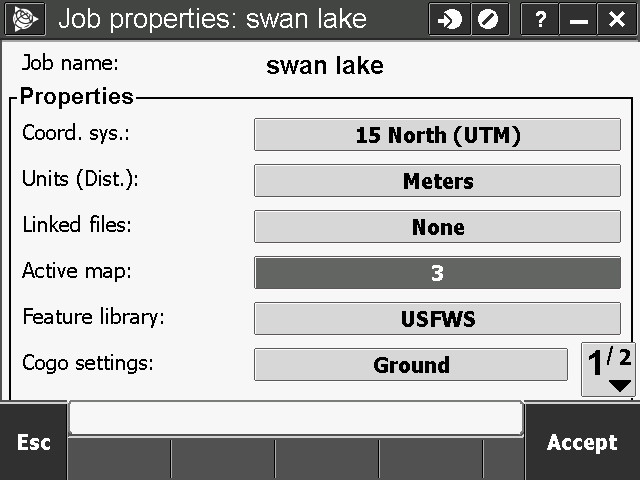 Job properties: swan lake
?
Job name: swan lake
Properties
Coord. sys.: 15 North (UTM)
Units (Dist.): Meters
Linked files: None
Active map: 3
Feature library: USFWS
Cogo settings: Ground
1/2
Esc
Accept